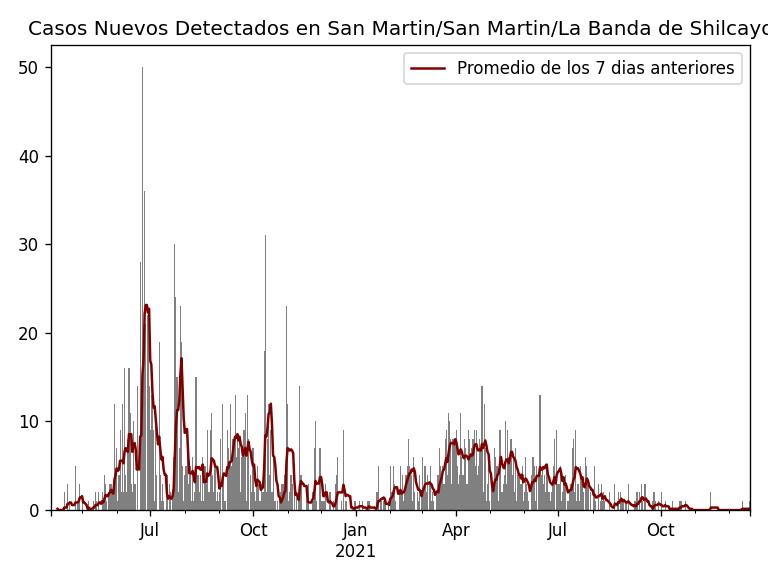 Casos Nuevos Detectados en San Martin/San Martin/La Banda de Shilcayo
Promedio de los 7 dias anteriores
50
40
30
20
10
0
Jul Oct Jan Apr Jul Oct
2021